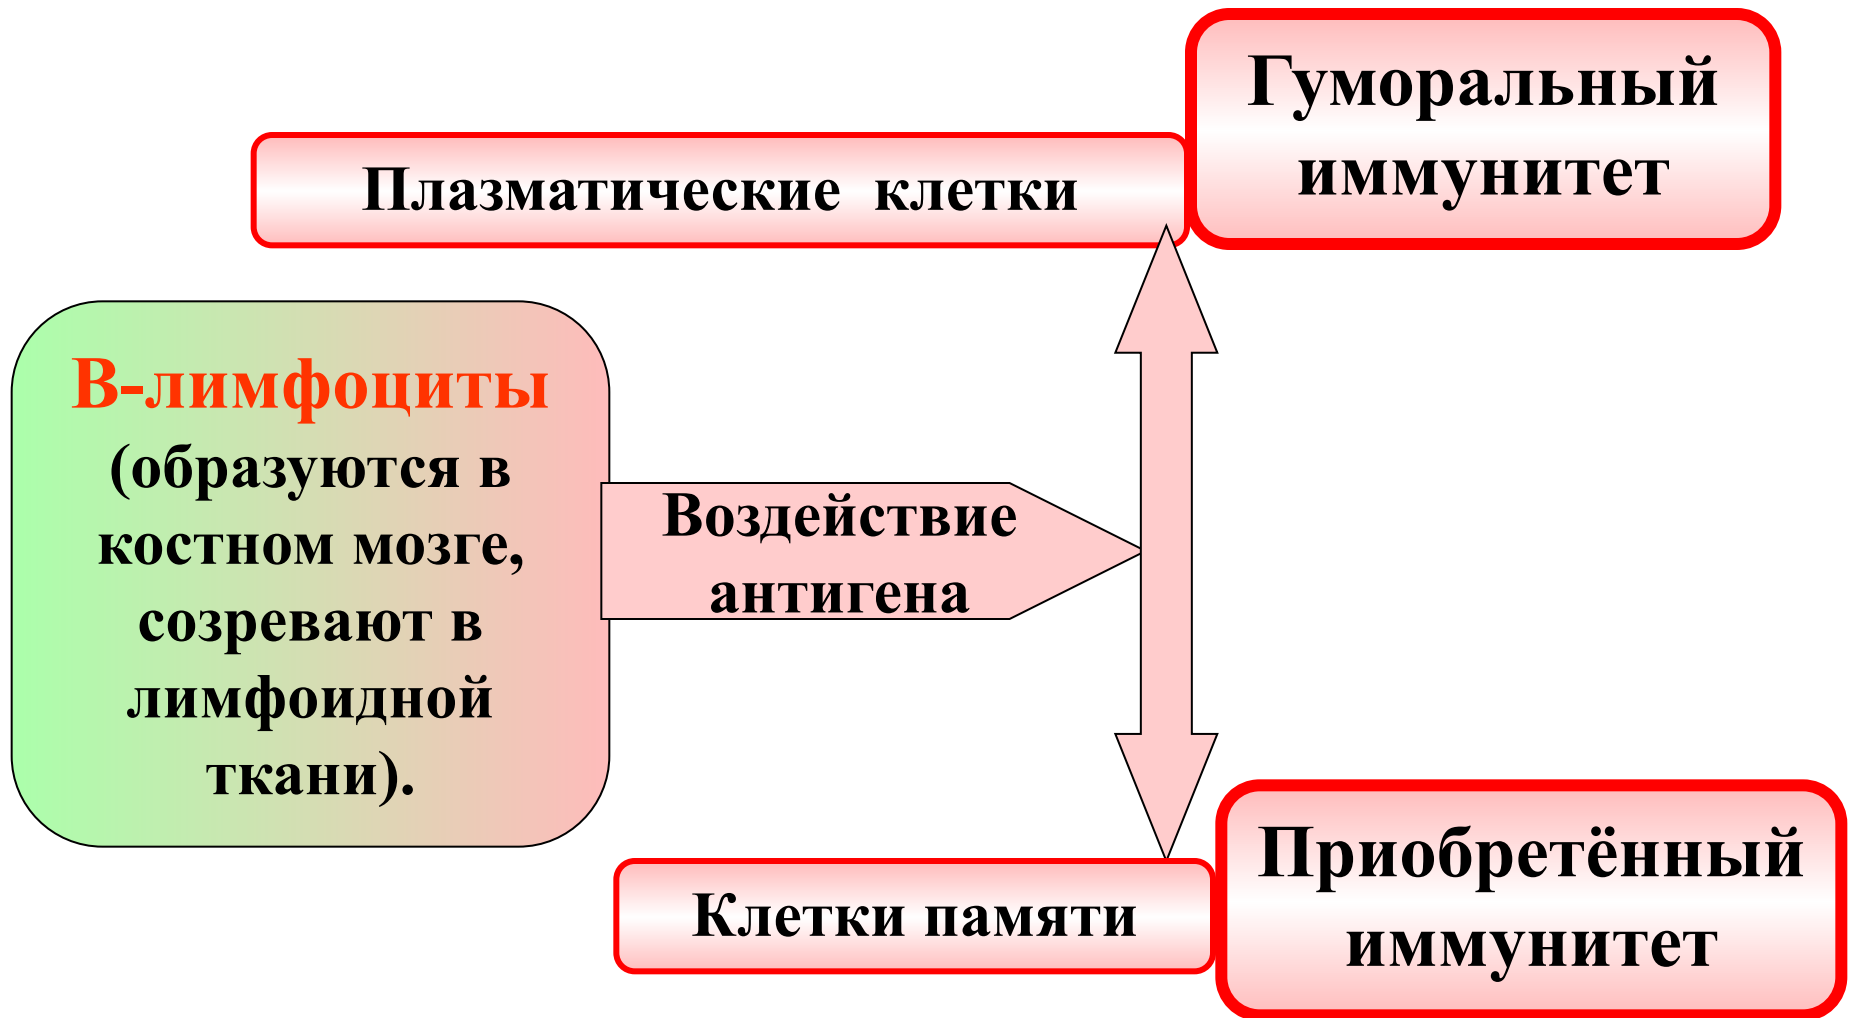 Гуморальный
иммунитет
Плазматические клетки
В-лимфоциты
(образуются в
костном мозге,
созревают в
лимфоидной
ткани).
Воздействие
антигена
Приобретённый
иммунитет
Клетки памяти